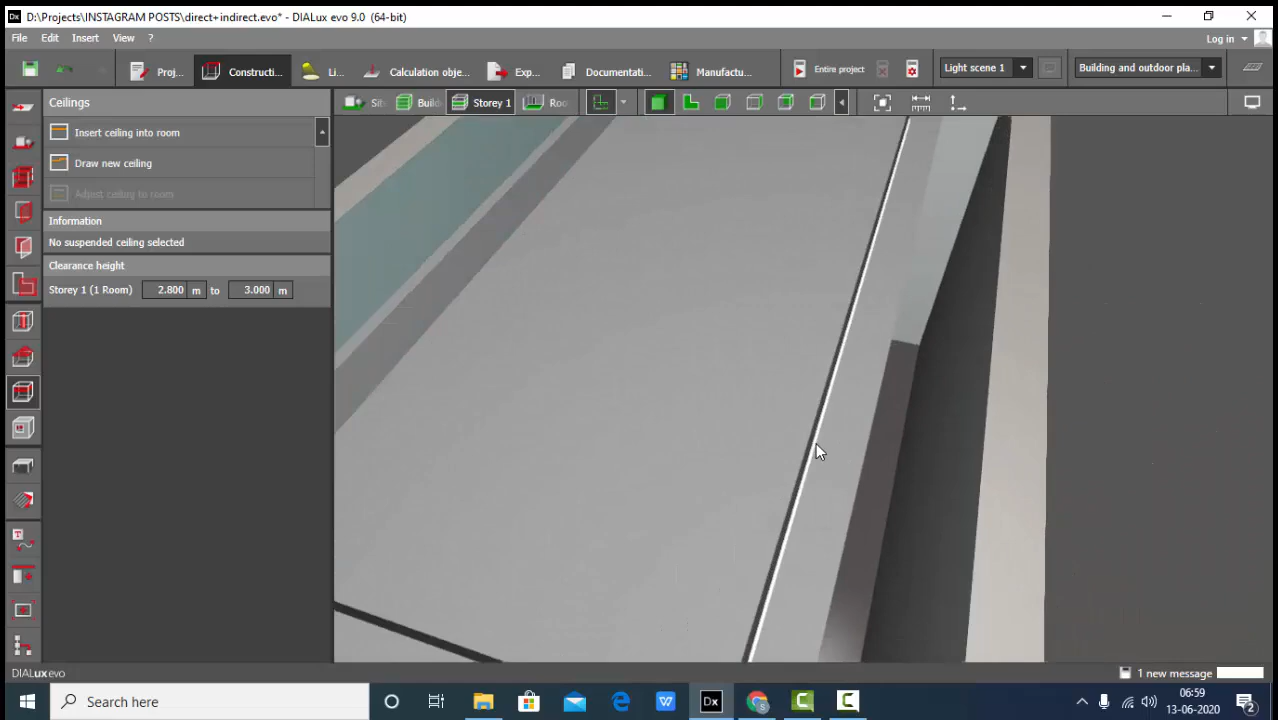 D:\Projects\INSTAGRAM POSTS\direct+indirect.evo* - DIALux evo 9.0 (64-bit)
File Edit Insert View ?
Log in
Proj... Constructi... Li... Calculation obje... Exp... Documentati... Manufactu... Entire project Light scene 1 Building and outdoor pla...
Ceilings
Sit Build Storey 1 Roo
Insert ceiling into room
Draw new ceiling
Adjust ceiling to room
Information
No suspended ceiling selected
Clearance height
Storey 1 (1 Room) 2.800 m to 3.000 m
DIALux evo
1 new message
Search here
06:59
13-06-2020
2